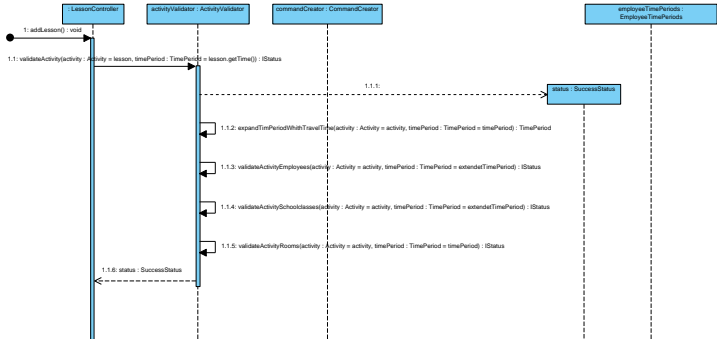 : LessonController
activityValidator : ActivityValidator
commandCreator : CommandCreator
employeeTimePeriods :
EmployeeTimePeriods
1: addLesson() : void
1.1: validateActivity(activity : Activity = lesson, timePeriod : TimePeriod = lesson.getTime()) : IStatus
1.1.1:
status : SuccessStatus
1.1.2: expandTimPeriodWhithTravelTime(activity : Activity = activity, timePeriod : TimePeriod = timePeriod) : TimePeriod
1.1.3: validateActivityEmployees(activity : Activity = activity, timePeriod : TimePeriod = extendetTimePeriod) : IStatus
1.1.4: validateActivitySchoolclasses(activity : Activity = activity, timePeriod : TimePeriod = extendetTimePeriod) : IStatus
1.1.5: validateActivityRooms(activity : Activity = activity, timePeriod : TimePeriod = timePeriod) : IStatus
1.1.6: status : SuccessStatus